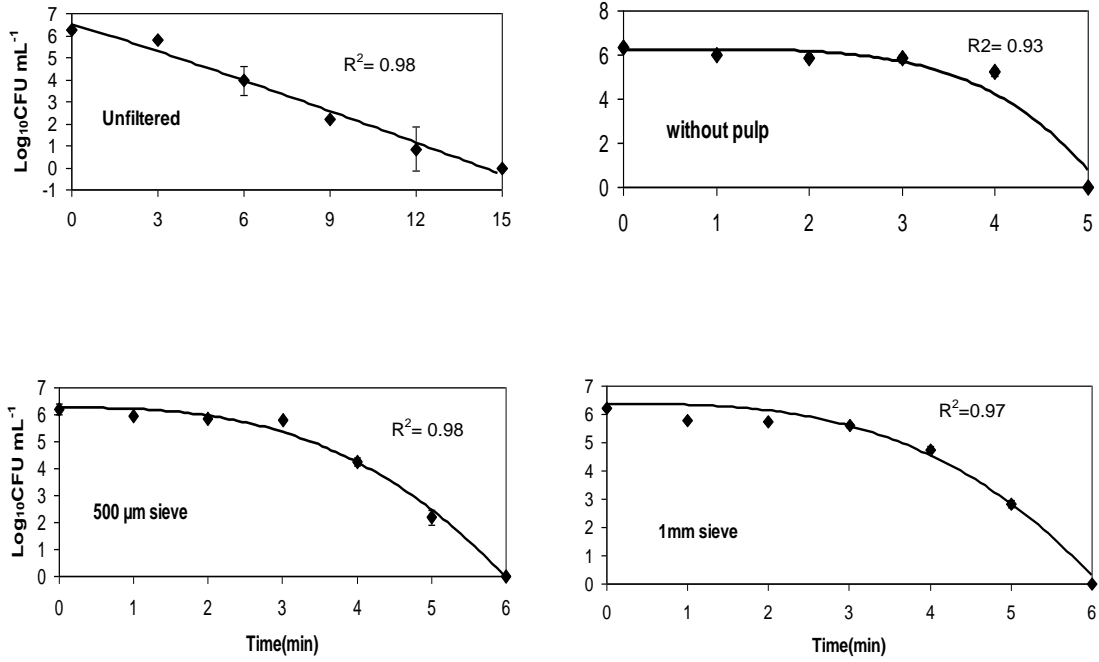 Log₁₀CFU mL⁻¹
7
6
5
4
3
2
1
0
-1
R²= 0.98
Unfiltered
0 3 6 9 12 15
8
6
4
2
0
R2= 0.93
without pulp
0 1 2 3 4 5
Log₁₀CFU mL⁻¹
7
6
5
4
3
2
1
0
R²= 0.98
500 µm sieve
0 1 2 3 4 5 6
Time(min)
7
6
5
4
3
2
1
0
R²=0.97
1mm sieve
0 1 2 3 4 5 6
Time(min)